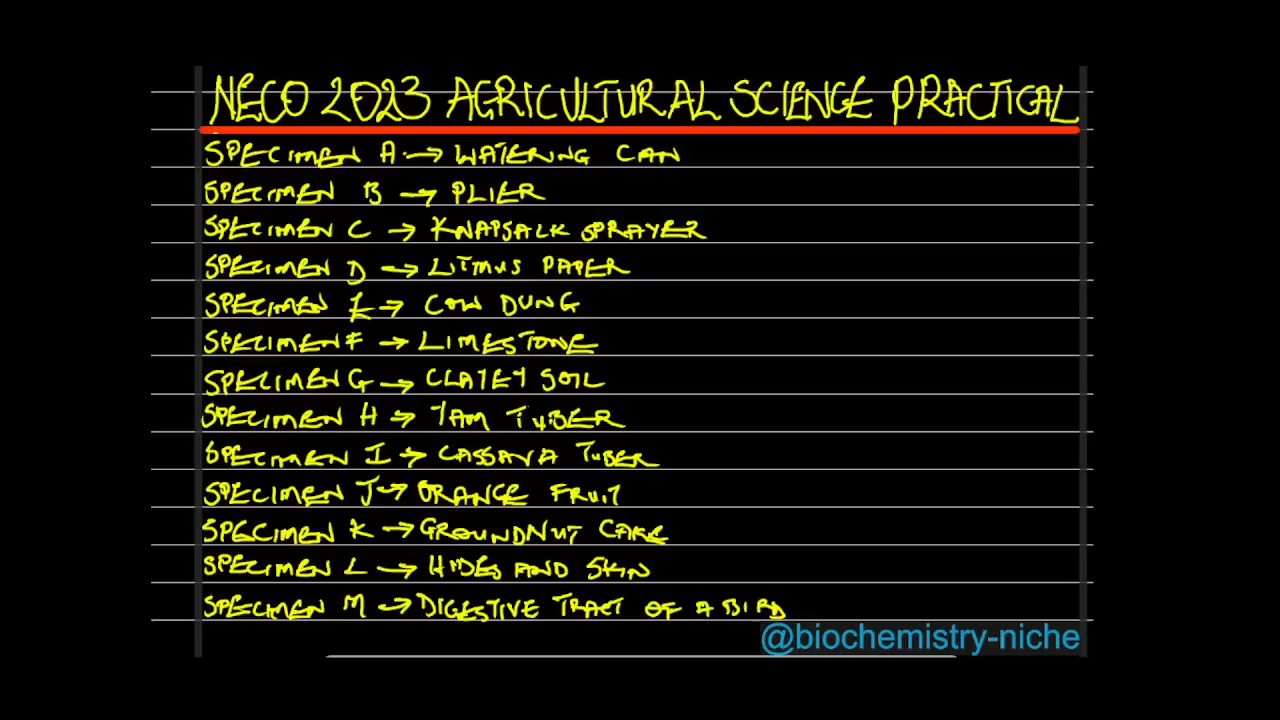 NECO 2023 AGRICULTURAL SCIENCE PRACTICAL
SPECIMEN A → WATERING CAN
SPECIMEN B → PLIER
SPECIMEN C → KNAPSALK SPRAYER
SPECIMEN D → LITMUS PAPER
SPECIMEN E → COW DUNG
SPECIMEN F → LIMESTONE
SPECIMEN G → CLAYEY SOIL
SPECIMEN H → YAM TUBER
SPECIMEN I → CASSAVA TUBER
SPECIMEN J → ORANGE FRUIT
SPECIMEN K → GROUNDNUT CAKE
SPECIMEN L → HIDES AND SKIN
SPECIMEN M → DIGESTIVE TRACT OF A BIRD
@biochemistry-niche